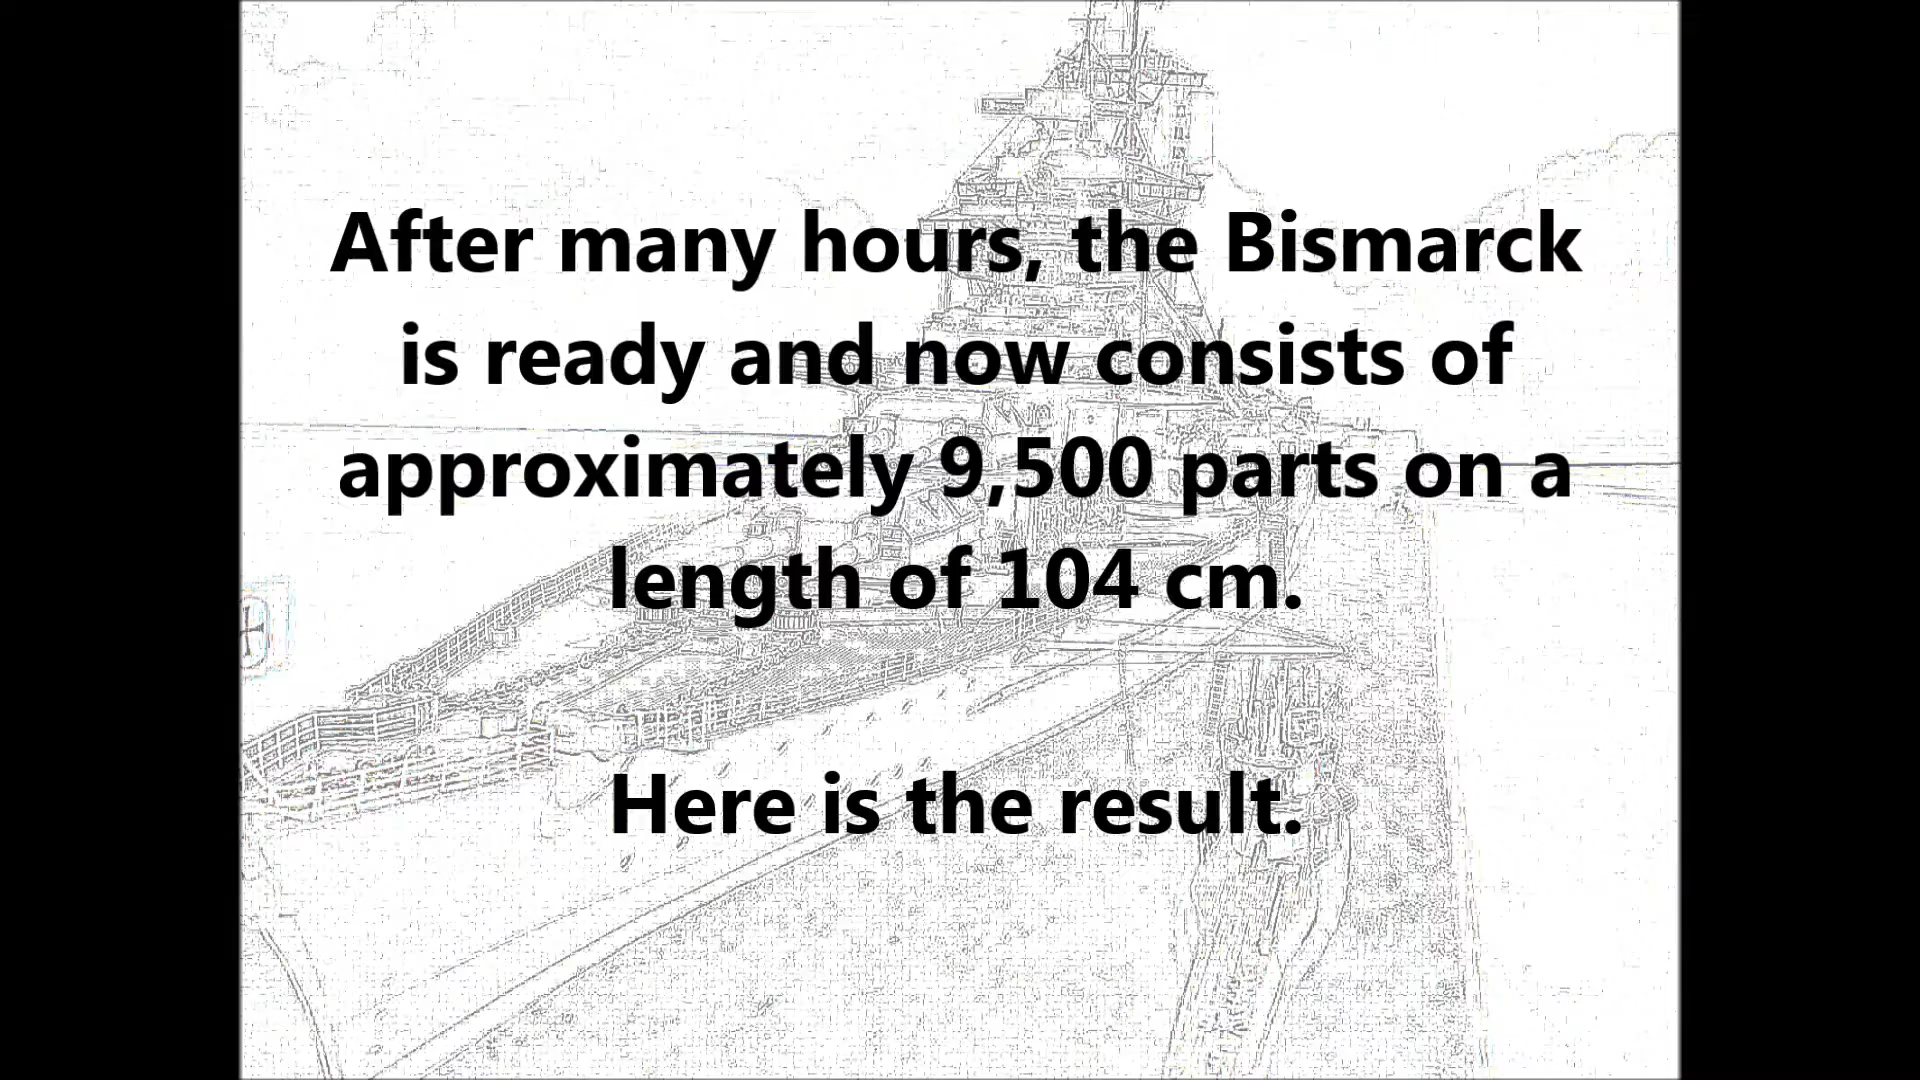 After many hours, the Bismarck
is ready and now consists of
approximately 9,500 parts on a
length of 104 cm.
Here is the result.